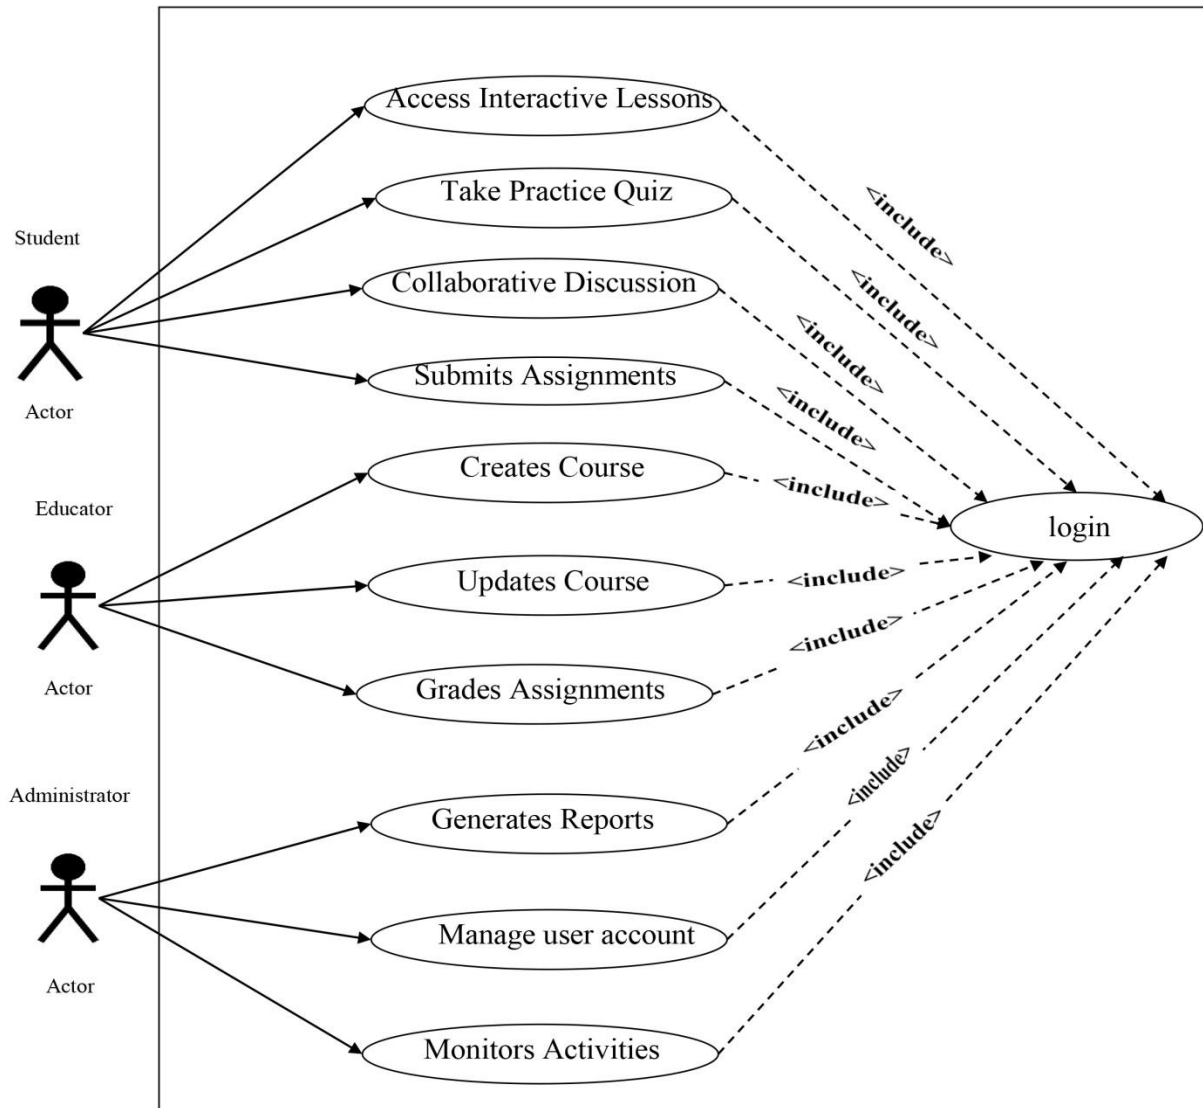 Access Interactive Lessons
<include>
Take Practice Quiz
<include>
Student
Collaborative Discussion
<include>
Submits Assignments
<include>
Actor
Creates Course
<include>
Educator
login
Updates Course
<include>
Grades Assignments
<include>
Actor
<include>
Administrator
Generates Reports
<include>
<include>
Manage user account
Actor
Monitors Activities